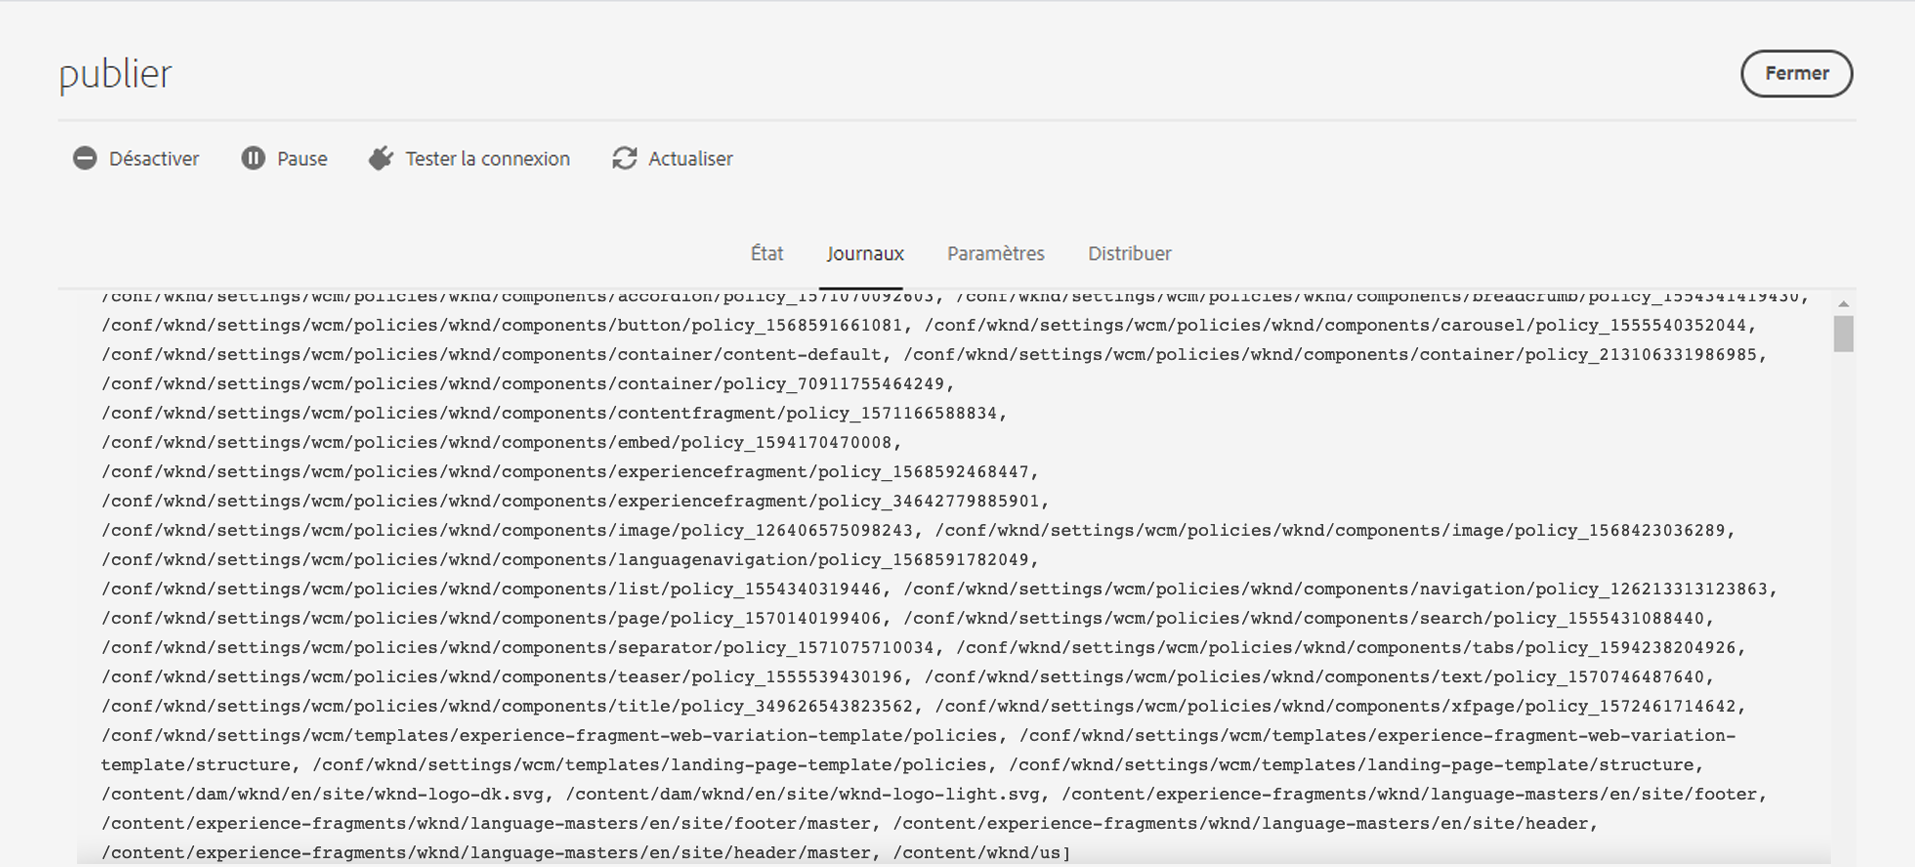 publier
Fermer
Désactiver Pause Tester la connexion Actualiser
État Journaux Paramètres Distribuer
/conf/wknd/settings/wcm/policies/wknd/components/accordion/policy_1571070092603, /conf/wknd/settings/wcm/policies/wknd/components/breadcrumb/policy_1554341419430,
/conf/wknd/settings/wcm/policies/wknd/components/button/policy_1568591661081, /conf/wknd/settings/wcm/policies/wknd/components/carousel/policy_1555540352044,
/conf/wknd/settings/wcm/policies/wknd/components/container/content-default, /conf/wknd/settings/wcm/policies/wknd/components/container/policy_213106331986985,
/conf/wknd/settings/wcm/policies/wknd/components/container/policy_70911755464249,
/conf/wknd/settings/wcm/policies/wknd/components/contentfragment/policy_1571166588834,
/conf/wknd/settings/wcm/policies/wknd/components/embed/policy_1594170470008,
/conf/wknd/settings/wcm/policies/wknd/components/experiencefragment/policy_1568592468447,
/conf/wknd/settings/wcm/policies/wknd/components/experiencefragment/policy_34642779885901,
/conf/wknd/settings/wcm/policies/wknd/components/image/policy_126406575098243, /conf/wknd/settings/wcm/policies/wknd/components/image/policy_1568423036289,
/conf/wknd/settings/wcm/policies/wknd/components/languagenavigation/policy_1568591782049,
/conf/wknd/settings/wcm/policies/wknd/components/list/policy_1554340319446, /conf/wknd/settings/wcm/policies/wknd/components/navigation/policy_126213313123863,
/conf/wknd/settings/wcm/policies/wknd/components/page/policy_1570140199406, /conf/wknd/settings/wcm/policies/wknd/components/search/policy_1555431088440,
/conf/wknd/settings/wcm/policies/wknd/components/separator/policy_1571075710034, /conf/wknd/settings/wcm/policies/wknd/components/tabs/policy_1594238204926,
/conf/wknd/settings/wcm/policies/wknd/components/teaser/policy_1555539430196, /conf/wknd/settings/wcm/policies/wknd/components/text/policy_1570746487640,
/conf/wknd/settings/wcm/policies/wknd/components/title/policy_349626543823562, /conf/wknd/settings/wcm/policies/wknd/components/xfpage/policy_1572461714642,
/conf/wknd/settings/wcm/templates/experience-fragment-web-variation-template/policies, /conf/wknd/settings/wcm/templates/experience-fragment-web-variation-
template/structure, /conf/wknd/settings/wcm/templates/landing-page-template/policies, /conf/wknd/settings/wcm/templates/landing-page-template/structure,
/content/dam/wknd/en/site/wknd-logo-dk.svg, /content/dam/wknd/en/site/wknd-logo-light.svg, /content/experience-fragments/wknd/language-masters/en/site/footer,
/content/experience-fragments/wknd/language-masters/en/site/footer/master, /content/experience-fragments/wknd/language-masters/en/site/header,
/content/experience-fragments/wknd/language-masters/en/site/header/master, /content/wknd/us]